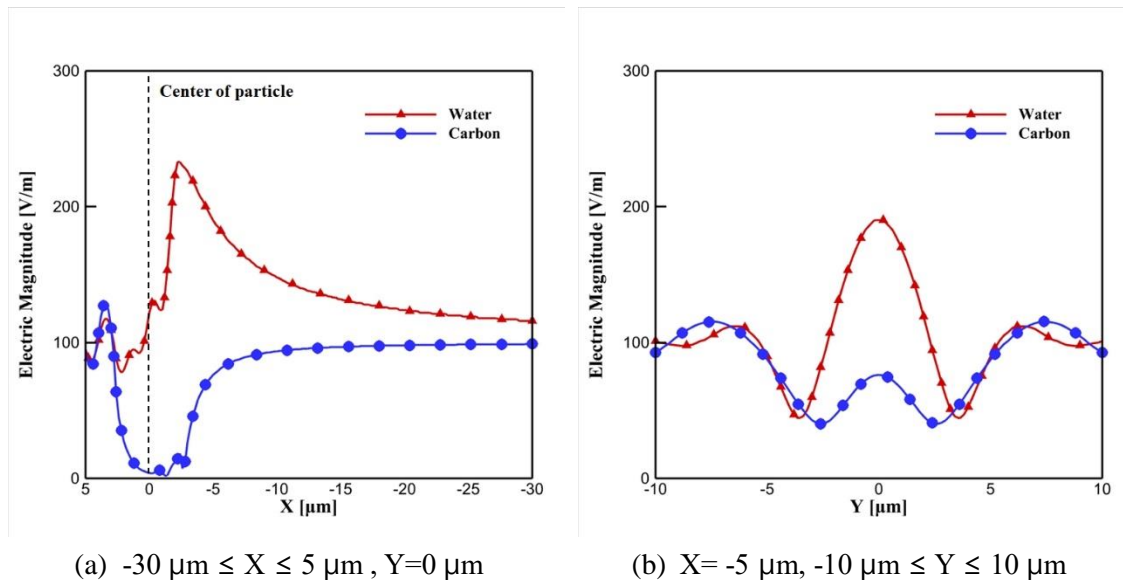 300
Center of particle
Water
Carbon
200
100
0
Electric Magnitude [V/m]
5 0 -5 -10 -15 -20 -25 -30
X [µm]
(a) -30 µm ≤ X ≤ 5 µm , Y=0 µm
300
Water
Carbon
200
100
0
Electric Magnitude [V/m]
-10 -5 0 5 10
Y [µm]
(b) X= -5 µm, -10 µm ≤ Y ≤ 10 µm